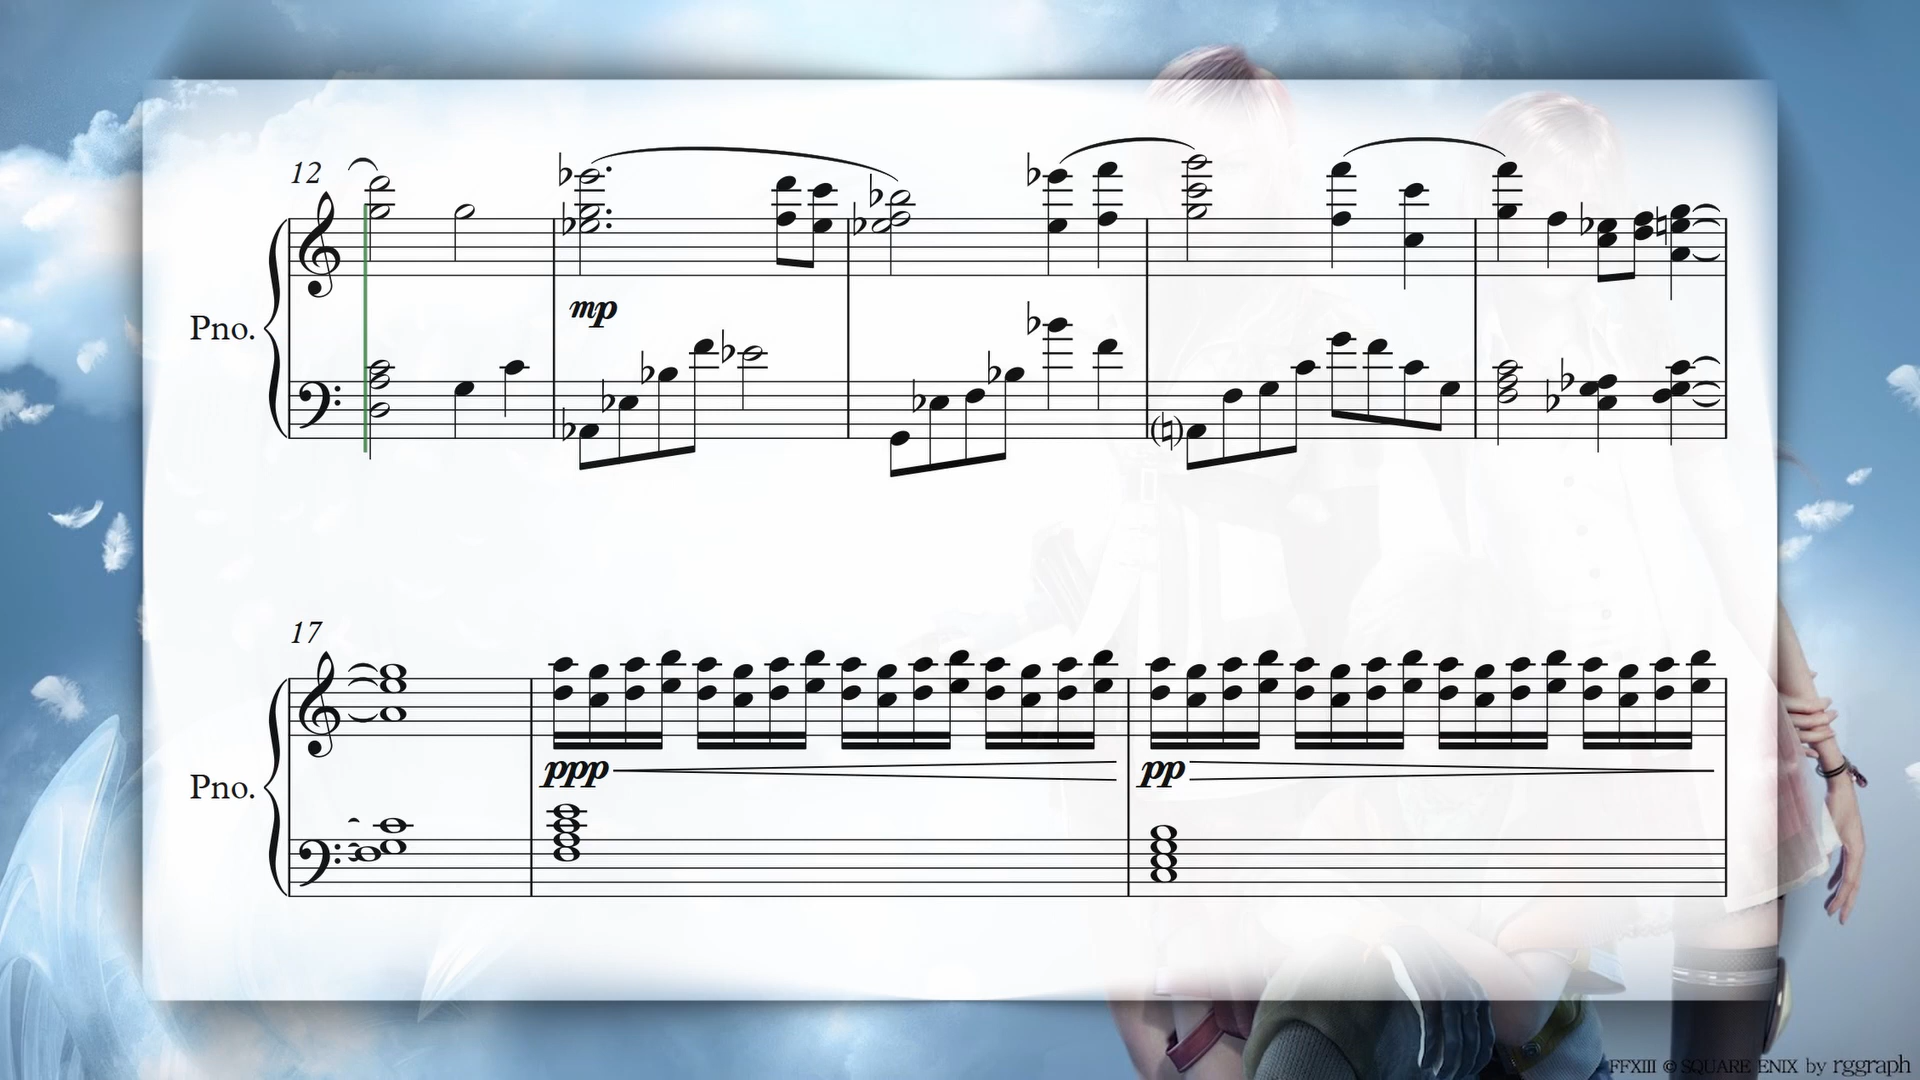 12
mp
Pno.
17
ppp
pp
Pno.
FFXIII © SQUARE ENIX by rggraph